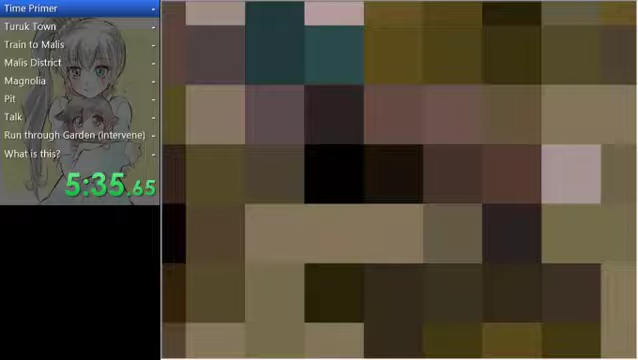 Time Primer -
Turuk Town -
Train to Malis -
Malis District -
Magnolia -
Pit -
Talk -
Run through Garden (Intervene) -
What is this? -
5:35.65